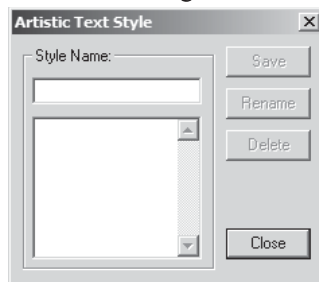 Artistic Text Style
Style Name:
Save
Rename
Delete
Close